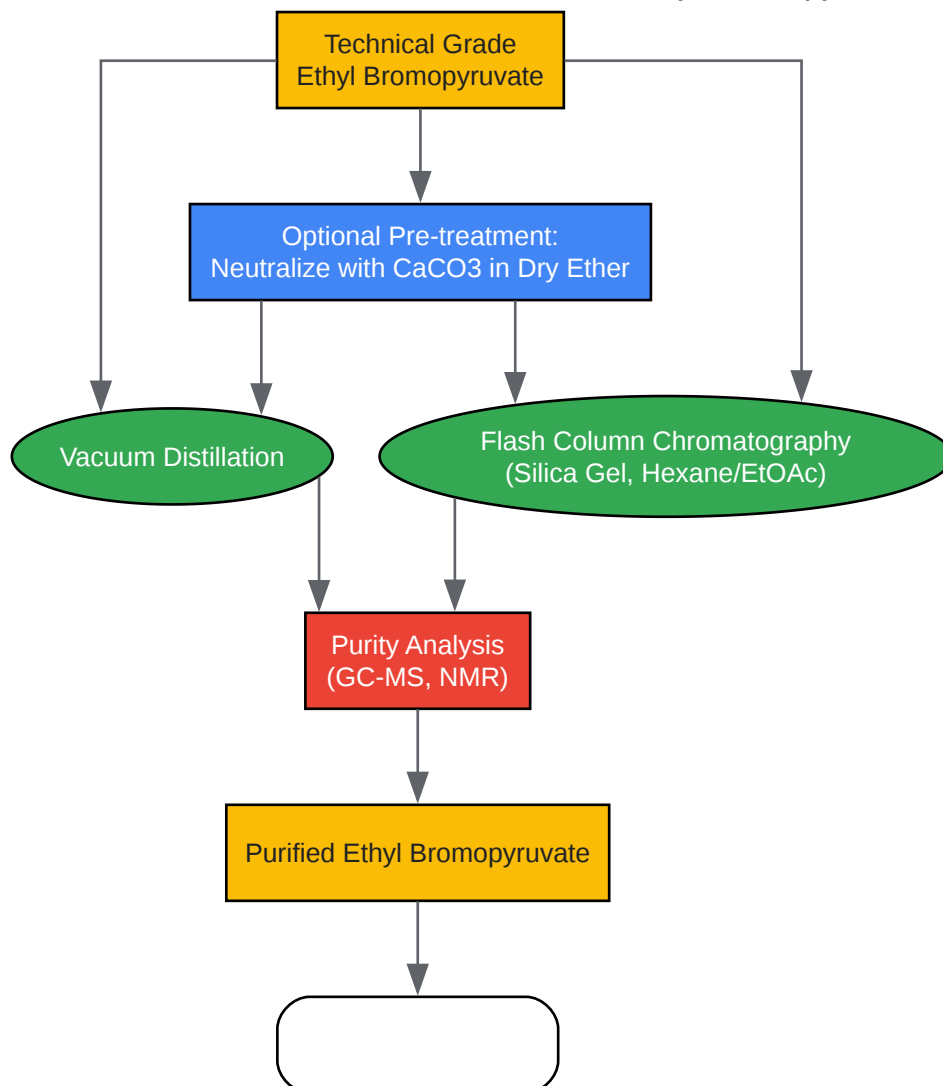 Technical Grade
Ethyl Bromopyruvate
Optional Pre-treatment:
Neutralize with CaCO3 in Dry Ether
Vacuum Distillation
Flash Column Chromatography
(Silica Gel, Hexane/EtOAc)
Purity Analysis
(GC-MS, NMR)
Purified Ethyl Bromopyruvate